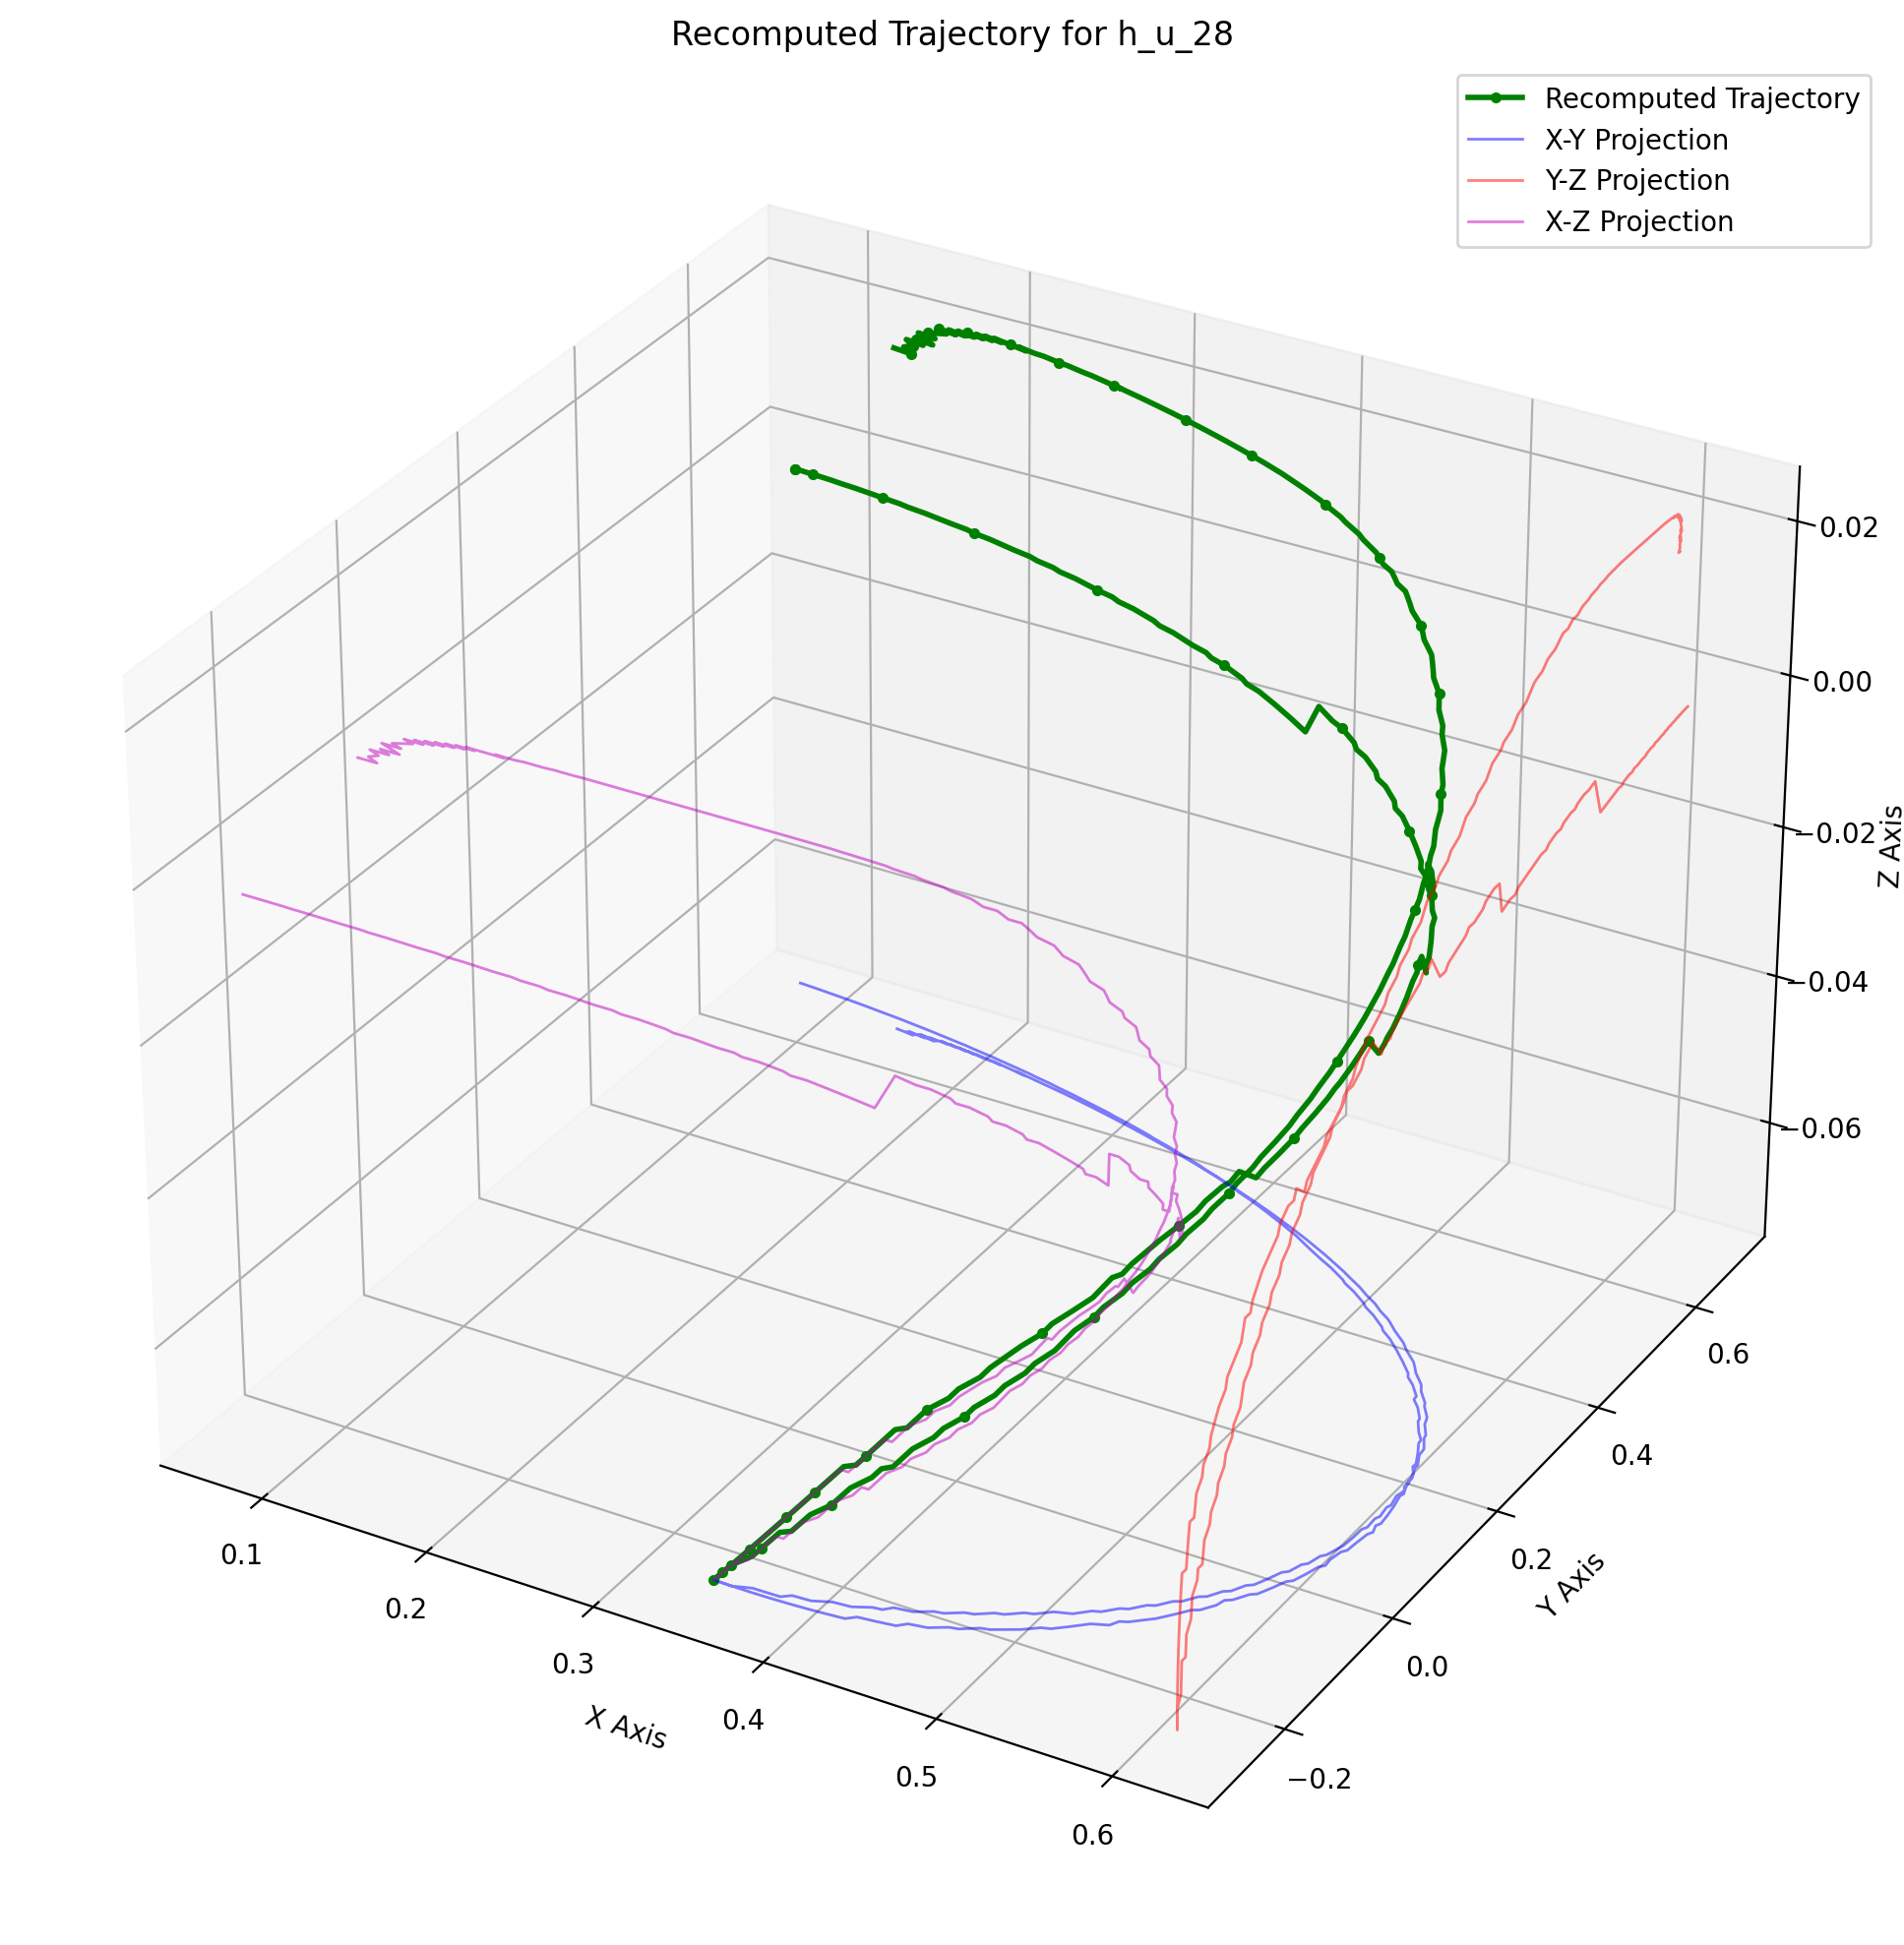 Recomputed Trajectory for h_u_28
Recomputed Trajectory
X-Y Projection
Y-Z Projection
X-Z Projection
0.02
0.00
−0.02
−0.04
−0.06
Z Axis
0.6
0.4
0.2
0.0
−0.2
Y Axis
0.1
0.2
0.3
0.4
0.5
0.6
X Axis